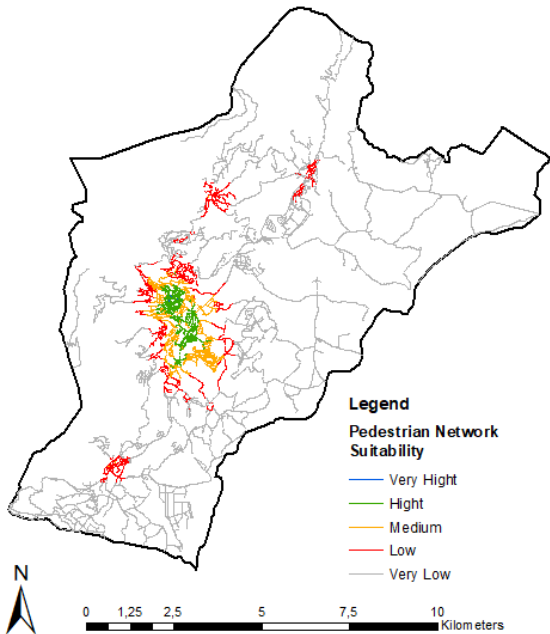 Legend
Pedestrian Network
Suitability
Very Hight
Hight
Medium
Low
Very Low
N
0 1,25 2,5 5 7,5 10
Kilometers